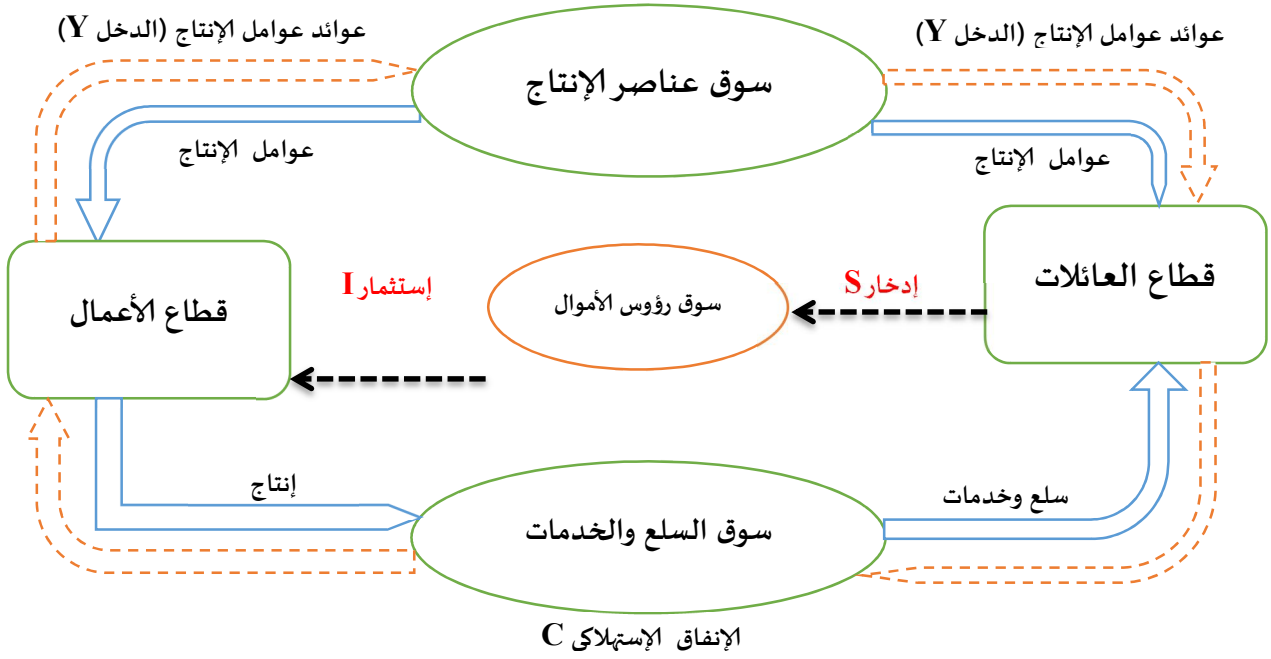 عوائد عوامل الإنتاج (الدخل Y)
عوائد عوامل الإنتاج (الدخل Y)
سوق عناصر الإنتاج
عوامل الإنتاج
عوامل الإنتاج
قطاع العائلات
إدخار S
سوق رؤوس الأموال
إستثمار I
قطاع الأعمال
سلع وخدمات
إنتاج
سوق السلع والخدمات
الإنفاق الإستهلاكي C